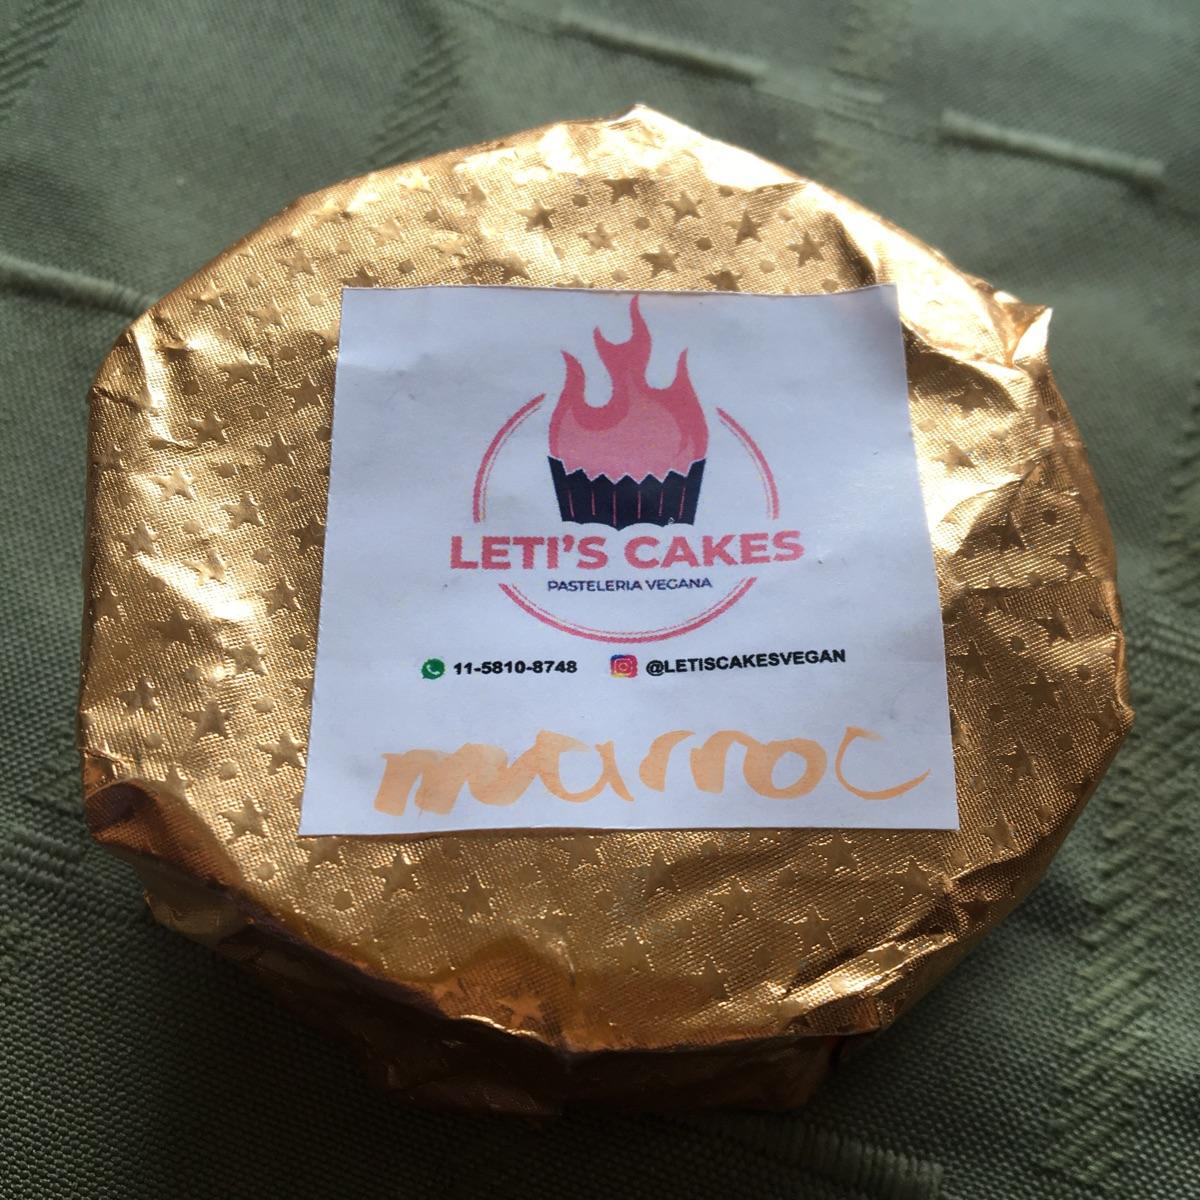 LETI'S CAKES
PASTELERIA VEGANA
11-5810-8748 @LETISCAKESVEGAN
marroc